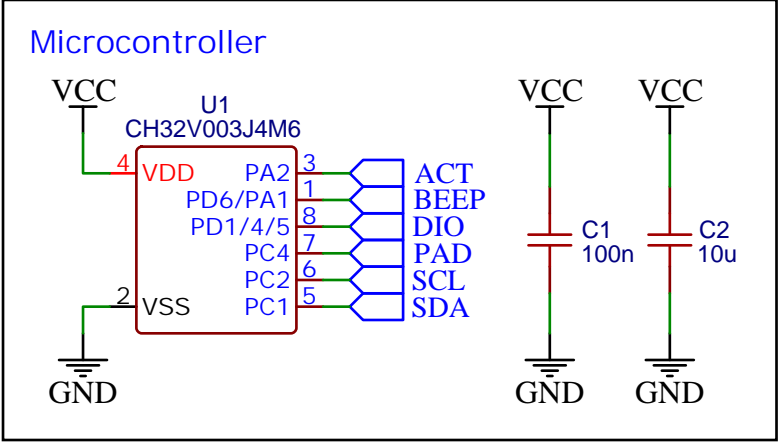 Microcontroller
VCC
U1
CH32V003J4M6
VCC
VCC
4 VDD
PA2 3 ACT
PD6/PA1 1 BEEP
PD1/4/5 8 DIO
PC4 7 PAD
PC2 6 SCL
2 VSS
PC1 5 SDA
C1
100n
C2
10u
GND
GND
GND